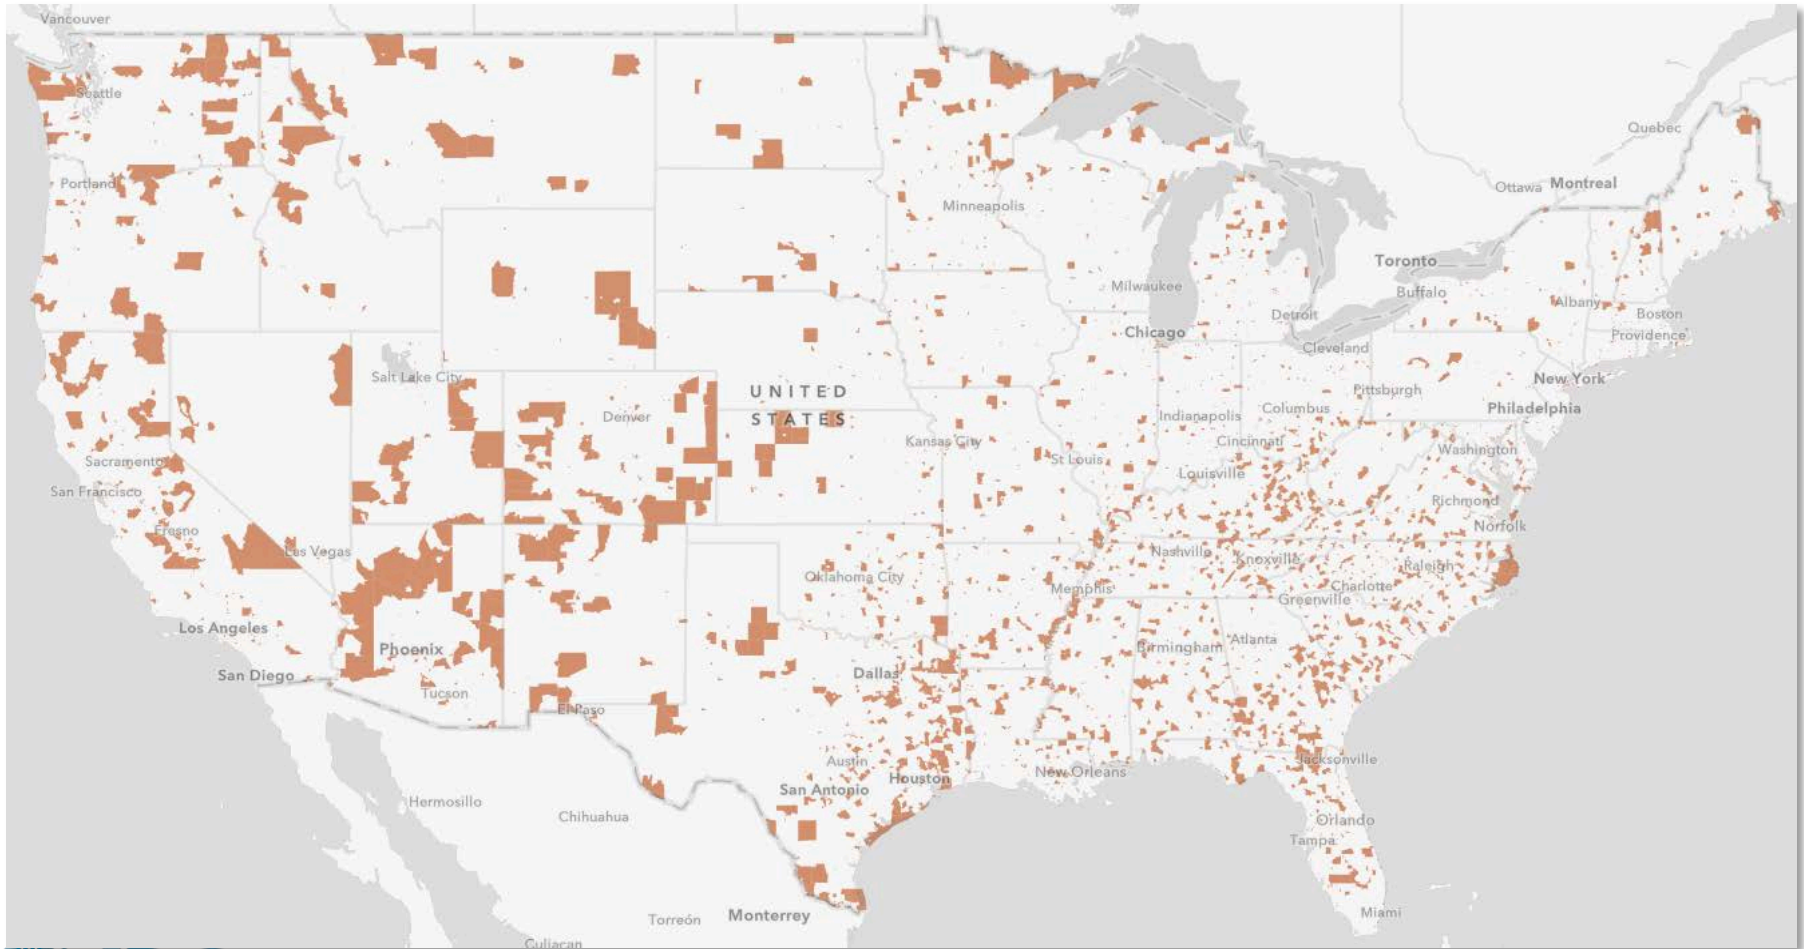 Vancouver
Seattle
Quebec
Portland
Ottawa
Montreal
Minneapolis
Toronto
Milwaukee
Buffalo
Albany
Detroit
Boston
Chicago
Providence
Cleveland
Salt Lake City
New York
UNITED
STATES
Denver
Pittsburgh
Philadelphia
Indianapolis
Columbus
Kansas City
Cincinnati
Washington
Sacramento
St Louis
Louisville
San Francisco
Richmond
Fresno
Norfolk
Las Vegas
Nashville
Knoxville
Raleigh
Oklahoma City
Memphis
Charlotte
Greenville
Los Angeles
Phoenix
Birmingham
Atlanta
San Diego
Tucson
Dallas
El Paso
Jacksonville
Austin
Houston
New Orleans
San Antonio
Hermosillo
Chihuahua
Orlando
Tampa
Torreón
Monterrey
Miami
Culiacan